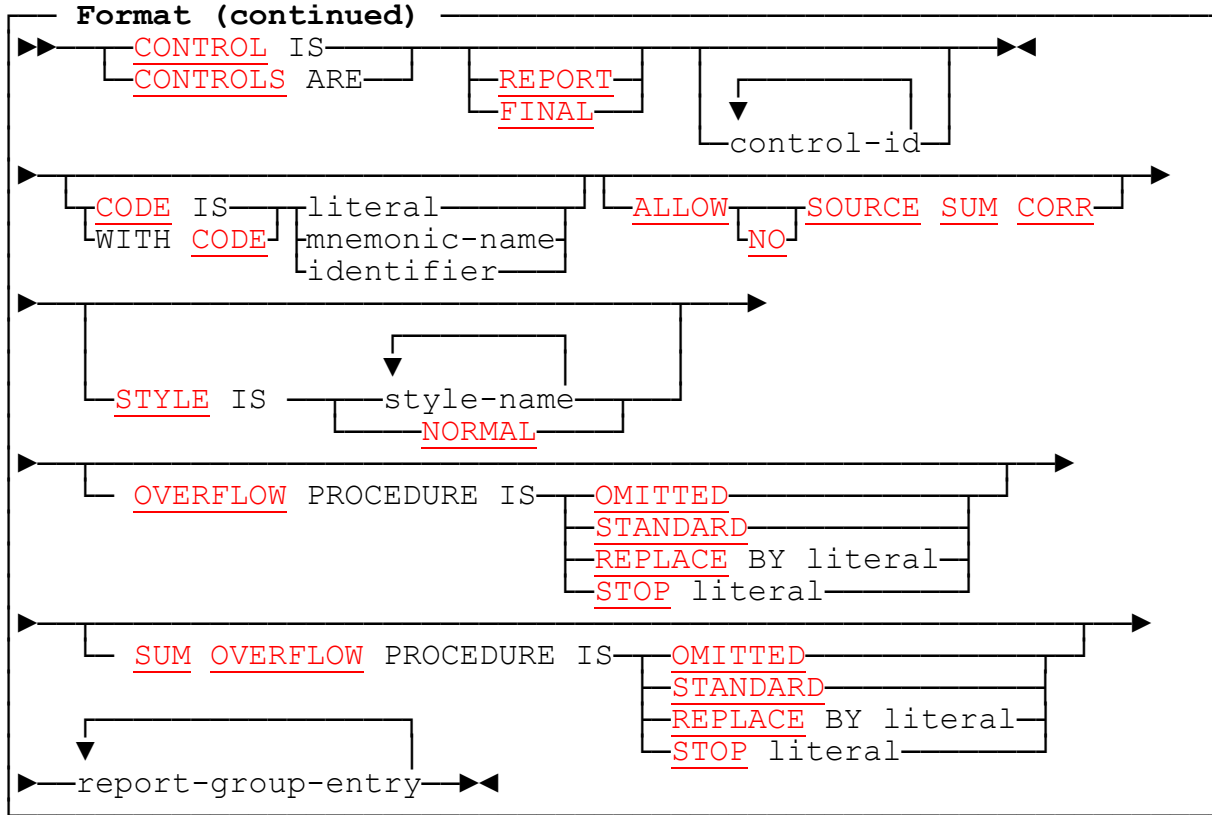 Format (continued)
CONTROL IS
CONTROLS ARE REPORT
FINAL
control-id
CODE IS literal ALLOW SOURCE SUM CORR
WITH CODE mnemonic-name NO
identifier
STYLE IS style-name
NORMAL
OVERFLOW PROCEDURE IS OMITTED
STANDARD
REPLACE BY literal
STOP literal
SUM OVERFLOW PROCEDURE IS OMITTED
STANDARD
REPLACE BY literal
STOP literal
report-group-entry